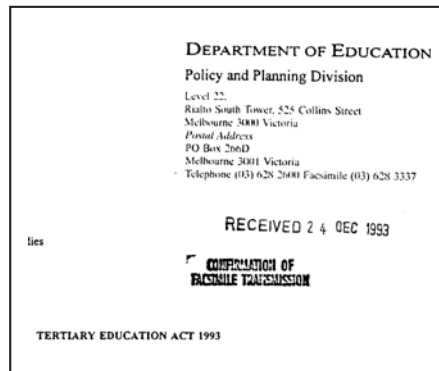 DEPARTMENT OF EDUCATION
Policy and Planning Division
Level 22,
Rialto South Tower, 525 Collins Street
Melbourne 3000 Victoria
Postal Address
PO Box 266D
Melbourne 3001 Victoria
Telephone (03) 628 2600 Facsimile (03) 628 3337
RECEIVED 24 DEC 1993
lies
CONFIRMATION OF
FACSIMILE TRANSMISSION
TERTIARY EDUCATION ACT 1993